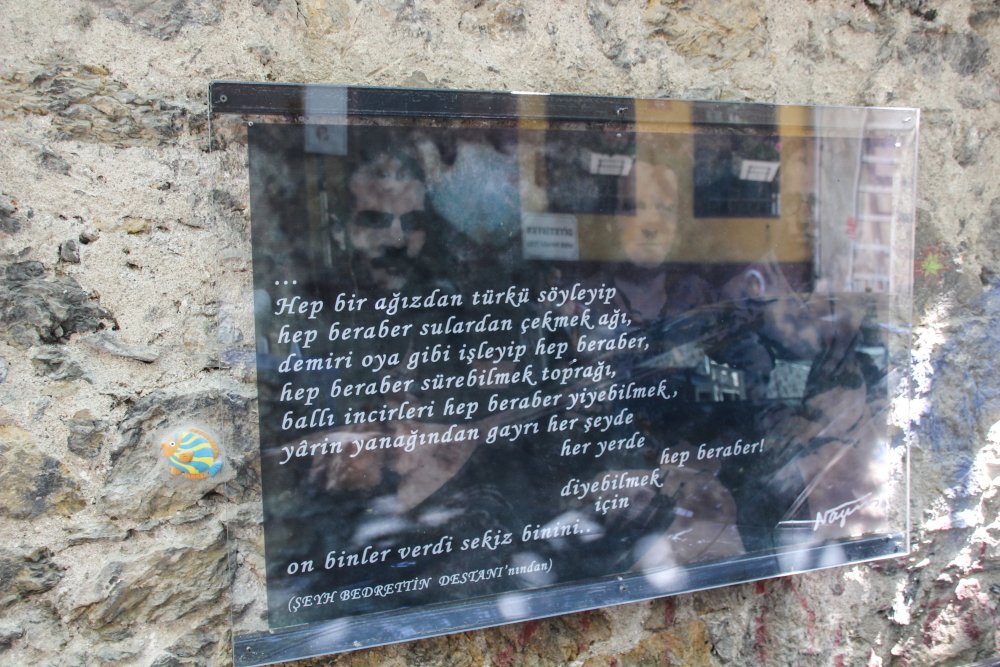 ...
Hep bir ağızdan türkü söyleyip
hep beraber sulardan çekmek ağı,
demiri oya gibi işleyip hep beraber,
hep beraber sürebilmek toprağı,
ballı incirleri hep beraber yiyebilmek,
yârin yanağından gayrı her şeyde
her yerde
hep beraber!
diyebilmek
için
on binler verdi sekiz binini..
(ŞEYH BEDRETTİN DESTANI'nından)